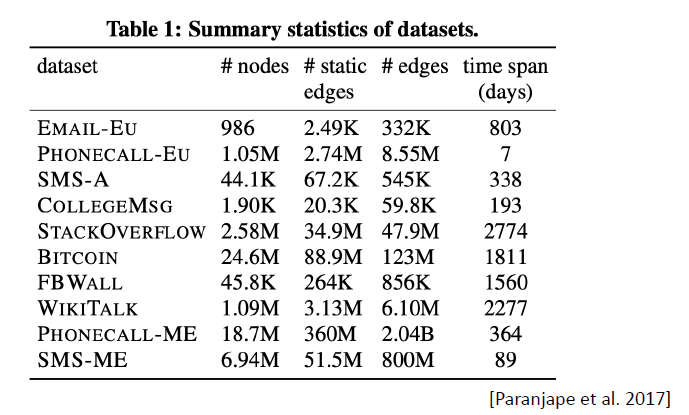 Table 1: Summary statistics of datasets.
dataset # nodes # static edges # edges time span (days)
EMAIL-EU 986 2.49K 332K 803
PHONECALL-EU 1.05M 2.74M 8.55M 7
SMS-A 44.1K 67.2K 545K 338
COLLEGEMSG 1.90K 20.3K 59.8K 193
STACKOVERFLOW 2.58M 34.9M 47.9M 2774
BITCOIN 24.6M 88.9M 123M 1811
FBWALL 45.8K 264K 856K 1560
WIKITALK 1.09M 3.13M 6.10M 2277
PHONECALL-ME 18.7M 360M 2.04B 364
SMS-ME 6.94M 51.5M 800M 89
[Paranjape et al. 2017]